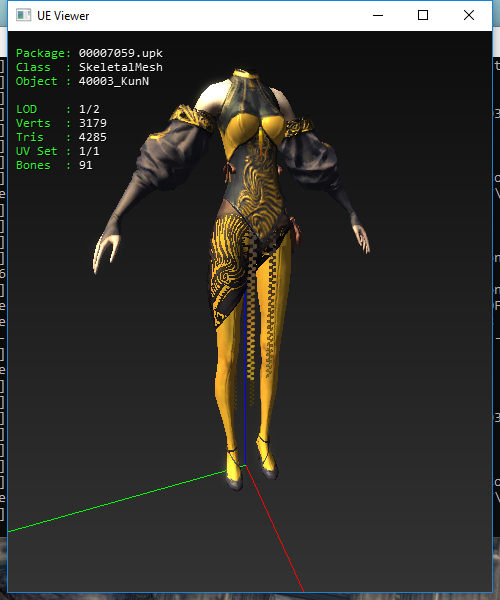 UE Viewer
Package: 00007059.upk
Class  : SkeletalMesh
Object : 40003_KunN
LOD    : 1/2
Verts  : 3179
Tris   : 4285
UV Set : 1/1
Bones  : 91